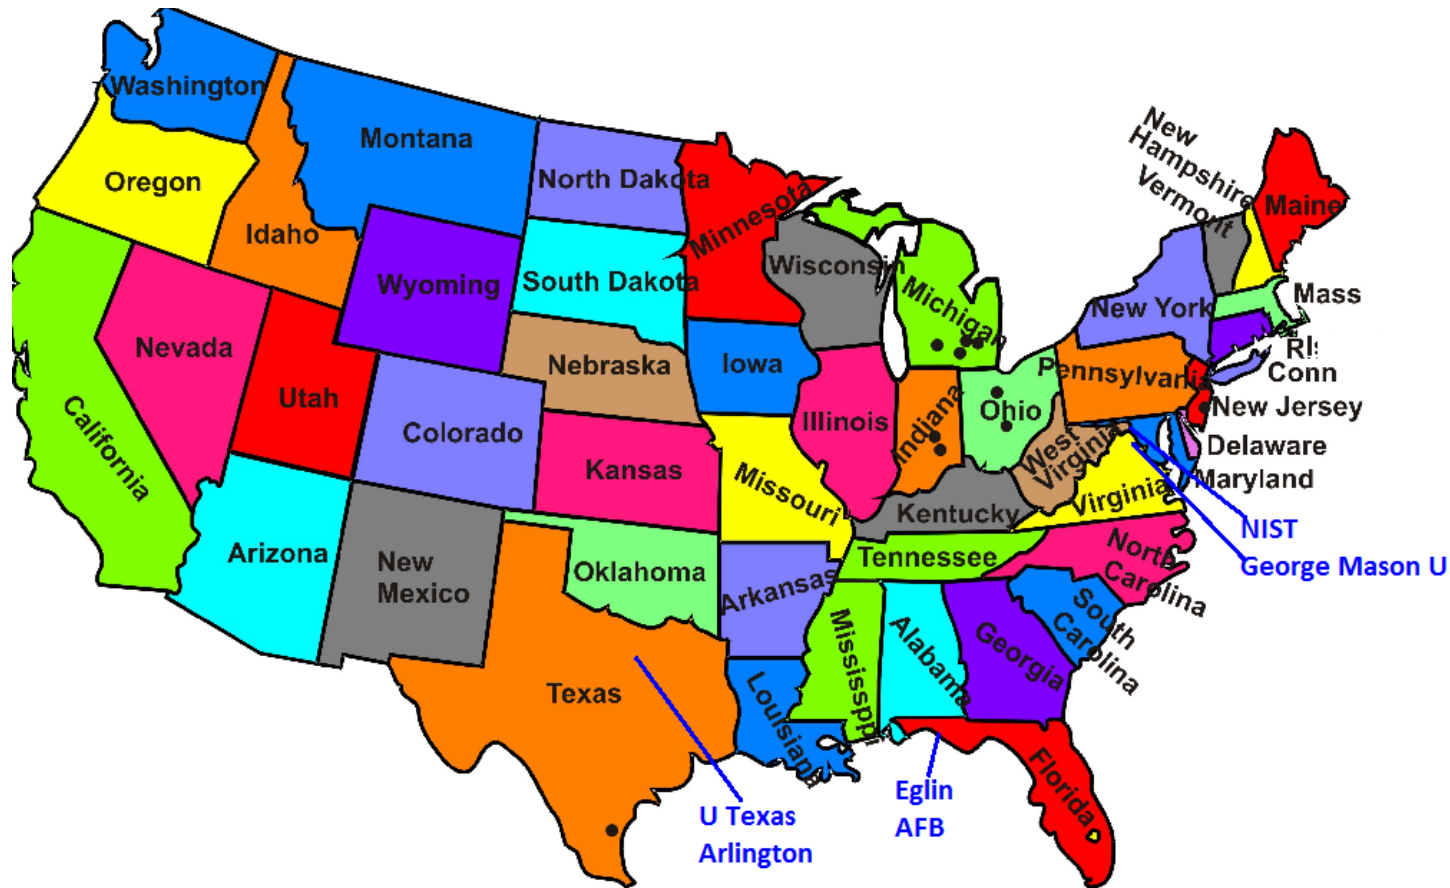 Washington
Montana
North Dakota
Minnesota
Oregon
Idaho
Wyoming
South Dakota
Wisconsin
Michigan
New
Hampshire
Vermont
Maine
New York
Mass
RI
Conn
Nevada
Utah
Nebraska
Iowa
Illinois
Indiana
Ohio
Pennsylvania
New Jersey
Delaware
Maryland
California
Colorado
Kansas
Missouri
Kentucky
West
Virginia
Virginia
NIST
George Mason U
Arizona
New
Mexico
Oklahoma
Arkansas
Tennessee
North
Carolina
South
Carolina
Texas
Louisiana
Mississppi
Alabama
Georgia
Florida
U Texas
Arlington
Eglin
AFB